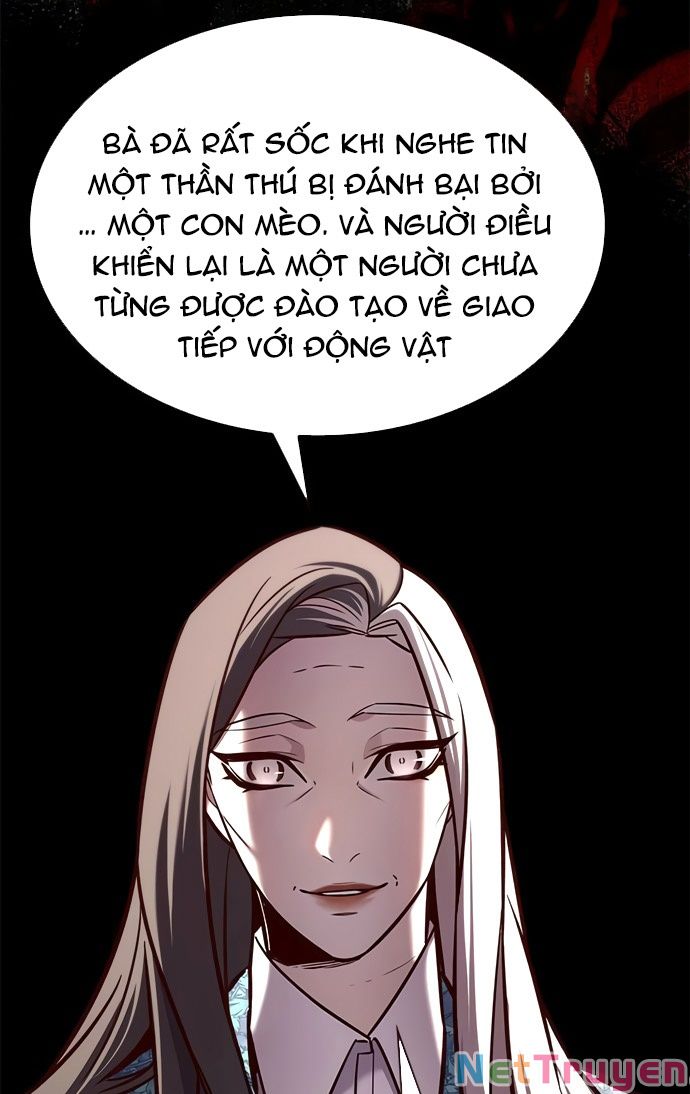 BÀ ĐÃ RẤT SỐC KHI NGHE TIN
MỘT THẦN THÚ BỊ ĐÁNH BẠI BỞI
... MỘT CON MÈO. VÀ NGƯỜI ĐIỀU
KHIỂN LẠI LÀ MỘT NGƯỜI CHƯA
TỪNG ĐƯỢC ĐÀO TẠO VỀ GIAO
TIẾP VỚI ĐỘNG VẬT
NetTruyen